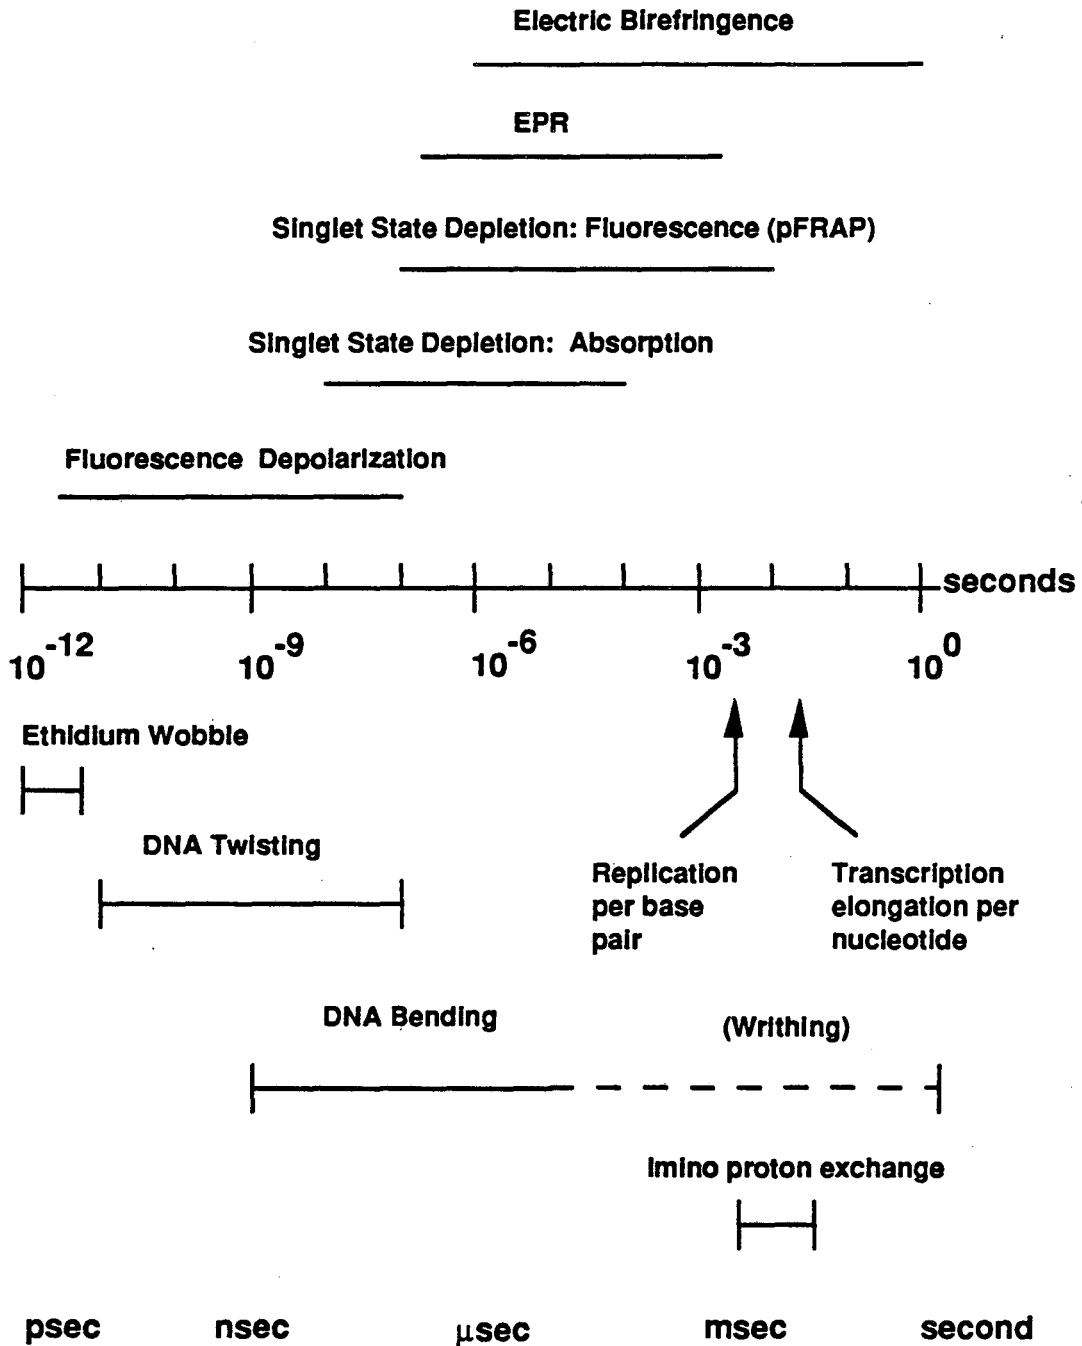 Electric Birefringence
EPR
Singlet State Depletion: Fluorescence (pFRAP)
Singlet State Depletion: Absorption
Fluorescence Depolarization
seconds
10^-12 10^-9 10^-6 10^-3 10^0
Ethidium Wobble
DNA Twisting
Replication
per base
pair
Transcription
elongation per
nucleotide
DNA Bending
(Writhing)
Imino proton exchange
psec nsec μsec msec second